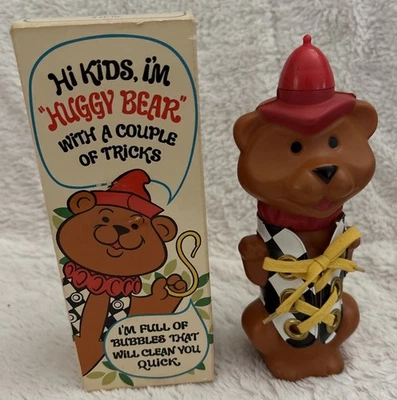 Hi KiDS, i'M
"HUGGY BEAR"
WiTH A COUPLE
OF TRiCKS
i'M FULL OF
BUBBLES THAT
WiLL CLEAN YOU
QUiCK